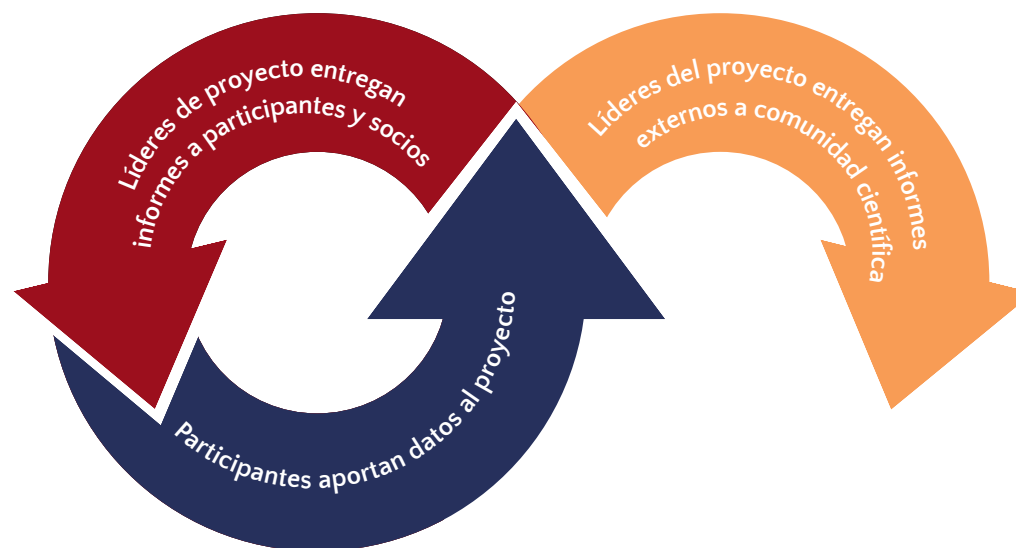 Líderes de proyecto entregan
informes a participantes y socios
Líderes del proyecto entregan informes
externos a comunidad científica
Participantes aportan datos al proyecto